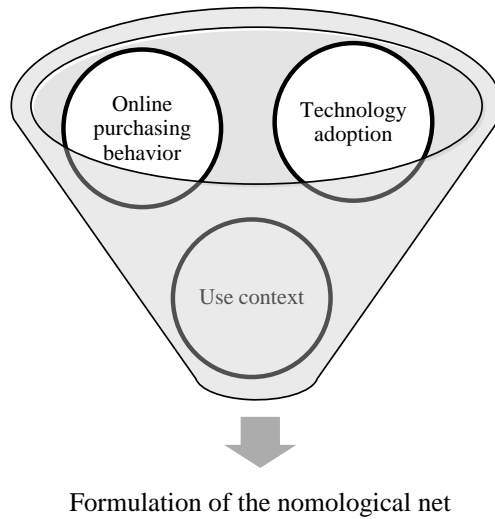 Online
purchasing
behavior
Technology
adoption
Use context
Formulation of the nomological net